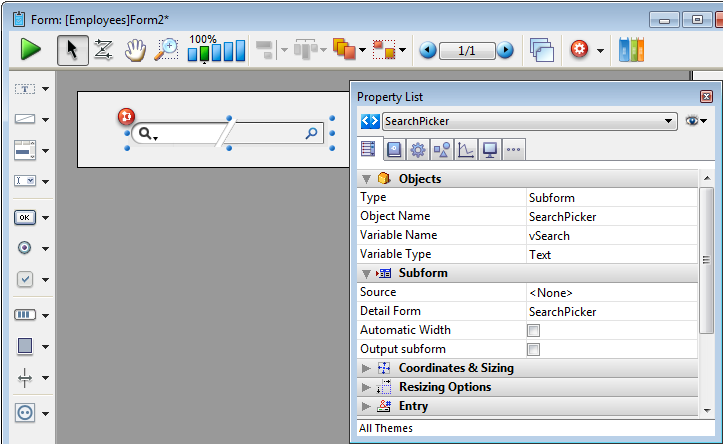 Form: [Employees]Form2*
100%
1/1
T
OK
Property List
SearchPicker
Objects
Type Subform
Object Name SearchPicker
Variable Name vSearch
Variable Type Text
Subform
Source <None>
Detail Form SearchPicker
Automatic Width
Output subform
Coordinates & Sizing
Resizing Options
Entry
All Themes